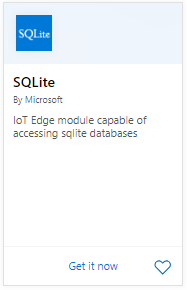 SQLite
SQLite
By Microsoft
IoT Edge module capable of
accessing sqlite databases
Get it now